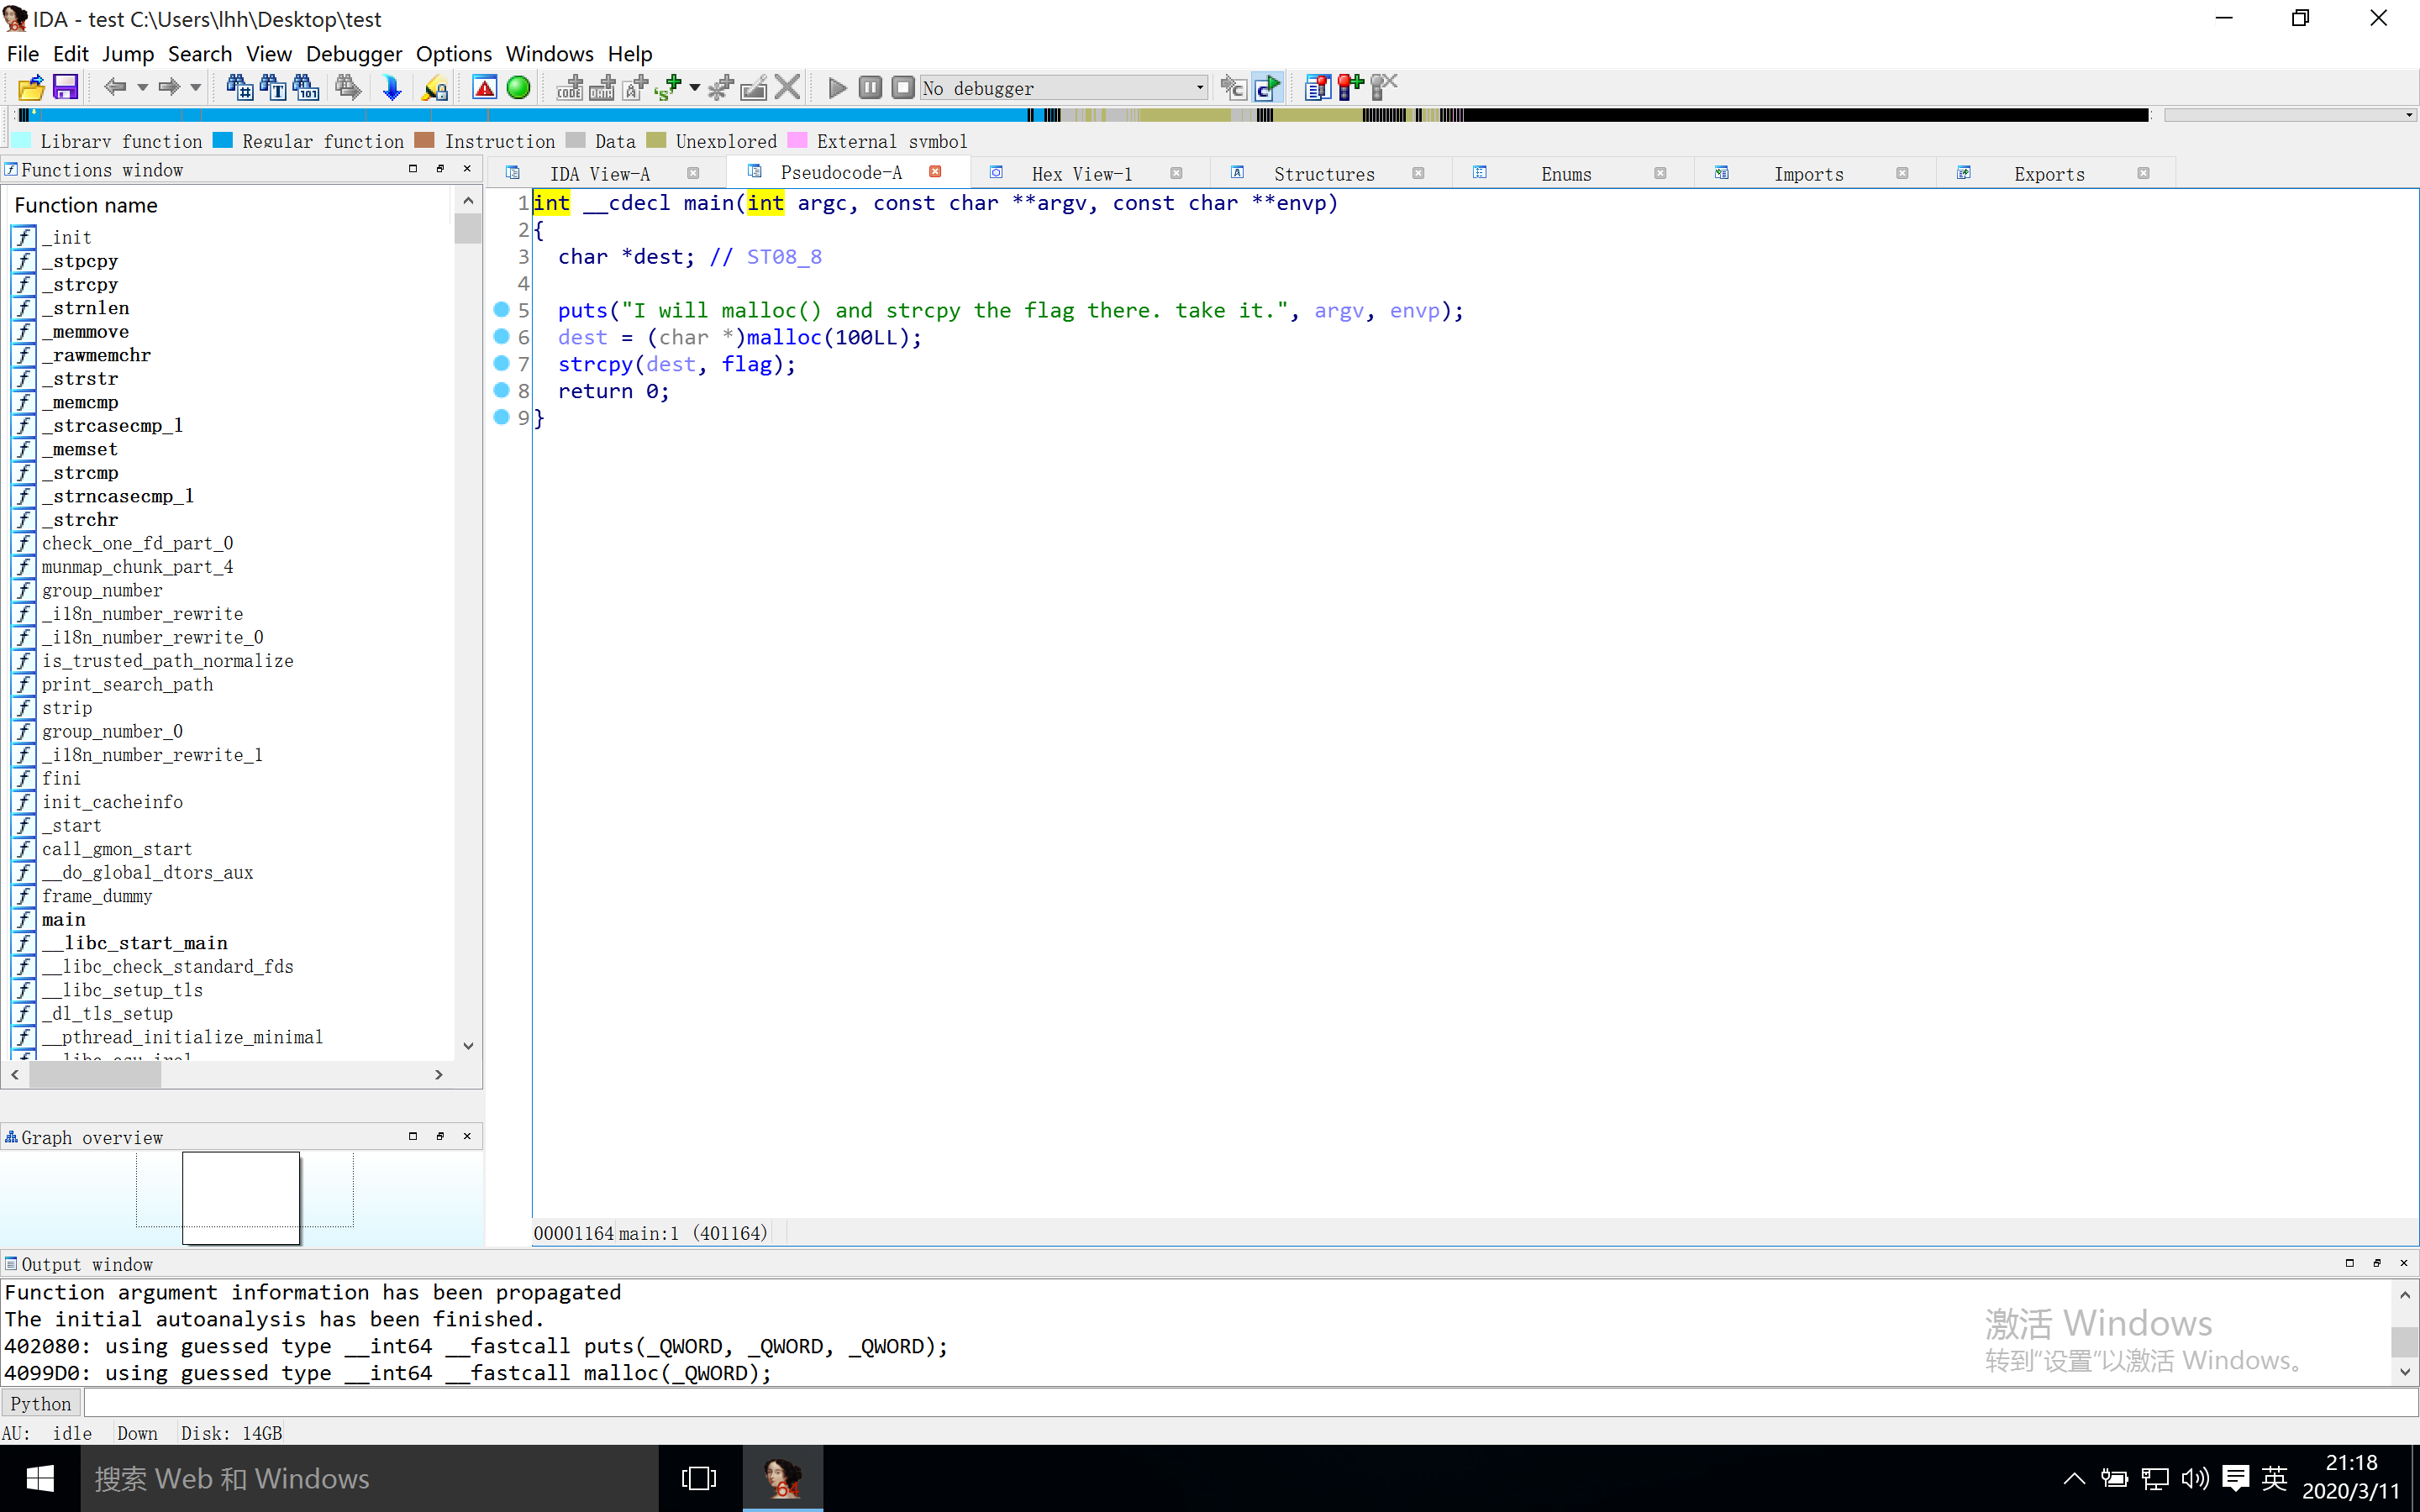 IDA - test C:\Users\lhh\Desktop\test
File Edit Jump Search View Debugger Options Windows Help
No debugger
Library function Regular function Instruction Data Unexplored External symbol
Functions window
IDA View-A Pseudocode-A Hex View-1 Structures Enums Imports Exports
Function name
_init
_stpcpy
_strcpy
_strnlen
_memmove
_rawmemchr
_strstr
_memcmp
_strcasecmp_l
_memset
_strcmp
_strncasecmp_l
_strchr
check_one_fd_part_0
munmap_chunk_part_4
group_number
_i18n_number_rewrite
_i18n_number_rewrite_0
is_trusted_path_normalize
print_search_path
strip
group_number_0
_i18n_number_rewrite_1
fini
init_cacheinfo
_start
call_gmon_start
__do_global_dtors_aux
frame_dummy
main
__libc_start_main
__libc_check_standard_fds
__libc_setup_tls
_dl_tls_setup
__pthread_initialize_minimal
1 int __cdecl main(int argc, const char **argv, const char **envp)
2 {
3 char *dest; // ST08_8
4
5 puts("I will malloc() and strcpy the flag there. take it.", argv, envp);
6 dest = (char *)malloc(100LL);
7 strcpy(dest, flag);
8 return 0;
9 }
00001164 main:1 (401164)
Graph overview
Output window
Function argument information has been propagated
The initial autoanalysis has been finished.
402080: using guessed type __int64 __fastcall puts(_QWORD, _QWORD, _QWORD);
4099D0: using guessed type __int64 __fastcall malloc(_QWORD);
激活 Windows
转到“设置”以激活 Windows。
Python
AU: idle Down Disk: 14GB
搜索 Web 和 Windows
64
英
21:18
2020/3/11